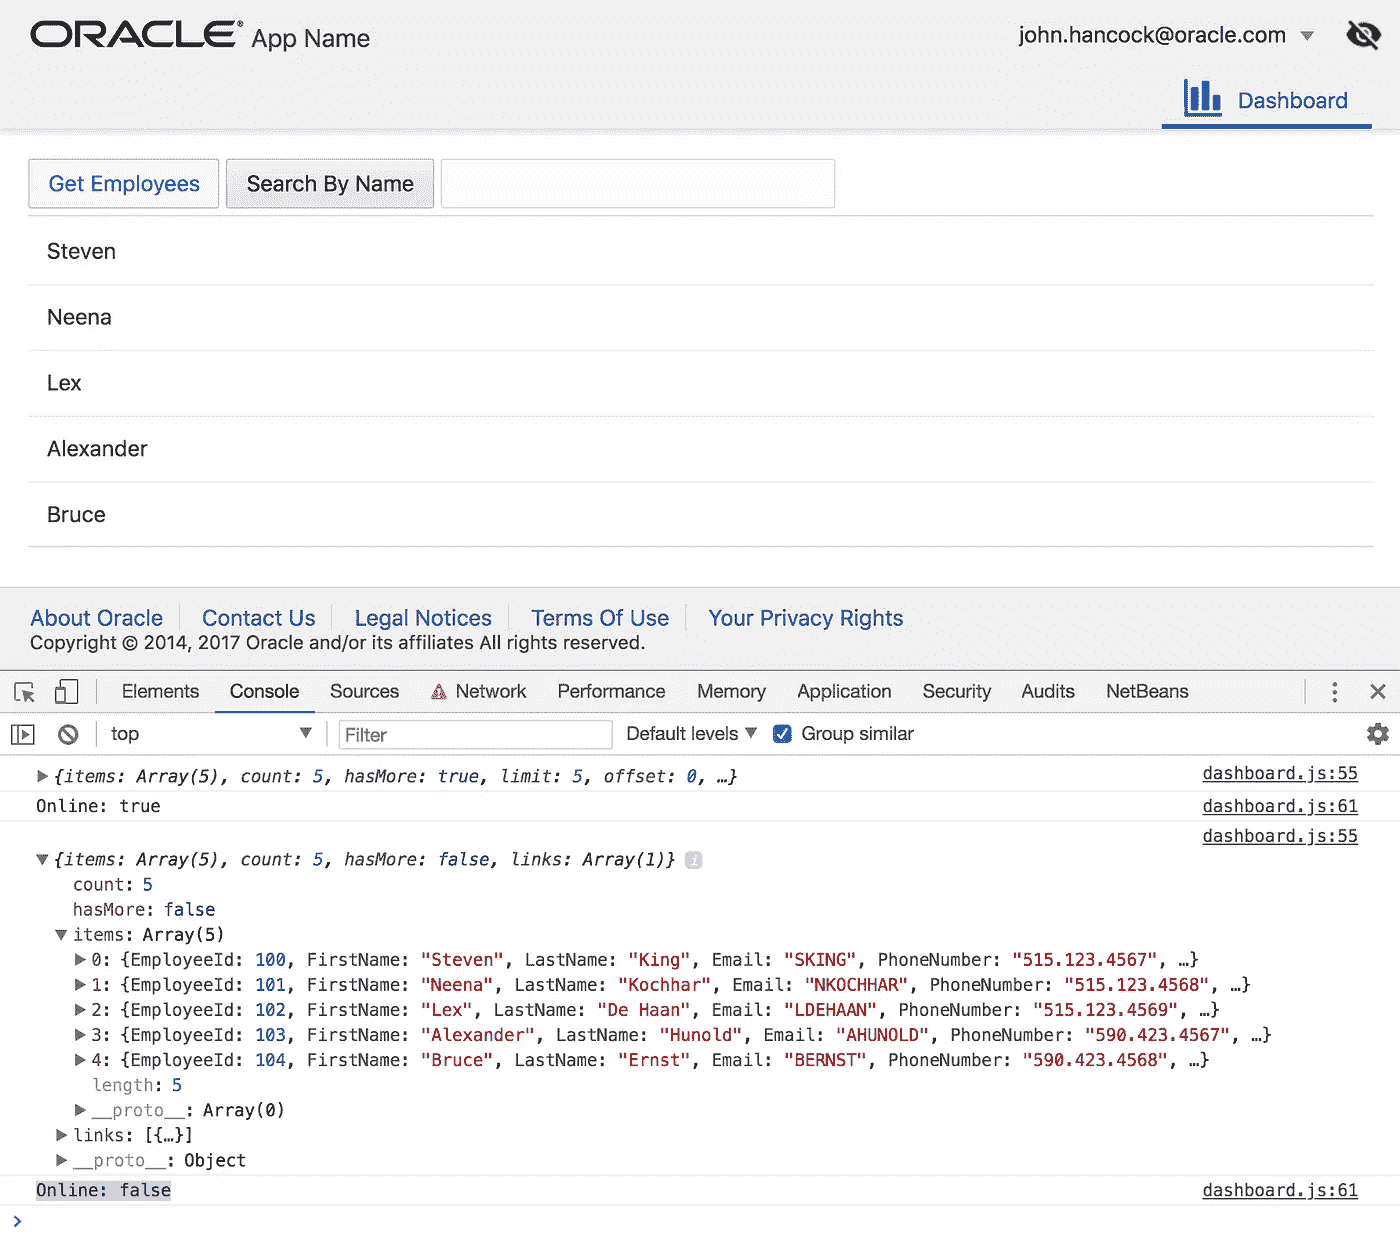 ORACLE® App Name
john.hancock@oracle.com
Dashboard
Get Employees Search By Name
Steven
Neena
Lex
Alexander
Bruce
About Oracle Contact Us Legal Notices Terms Of Use Your Privacy Rights
Copyright © 2014, 2017 Oracle and/or its affiliates All rights reserved.
Elements Console Sources Network Performance Memory Application Security Audits NetBeans
top Filter Default levels Group similar
{items: Array(5), count: 5, hasMore: true, limit: 5, offset: 0, …} dashboard.js:55
Online: true dashboard.js:61
dashboard.js:55
{items: Array(5), count: 5, hasMore: false, links: Array(1)} i
count: 5
hasMore: false
items: Array(5)
0: {EmployeeId: 100, FirstName: "Steven", LastName: "King", Email: "SKING", PhoneNumber: "515.123.4567", …}
1: {EmployeeId: 101, FirstName: "Neena", LastName: "Kochhar", Email: "NKOCHHAR", PhoneNumber: "515.123.4568", …}
2: {EmployeeId: 102, FirstName: "Lex", LastName: "De Haan", Email: "LDEHAAN", PhoneNumber: "515.123.4569", …}
3: {EmployeeId: 103, FirstName: "Alexander", LastName: "Hunold", Email: "AHUNOLD", PhoneNumber: "590.423.4567", …}
4: {EmployeeId: 104, FirstName: "Bruce", LastName: "Ernst", Email: "BERNST", PhoneNumber: "590.423.4568", …}
length: 5
__proto__: Array(0)
links: [{…}]
__proto__: Object
Online: false dashboard.js:61